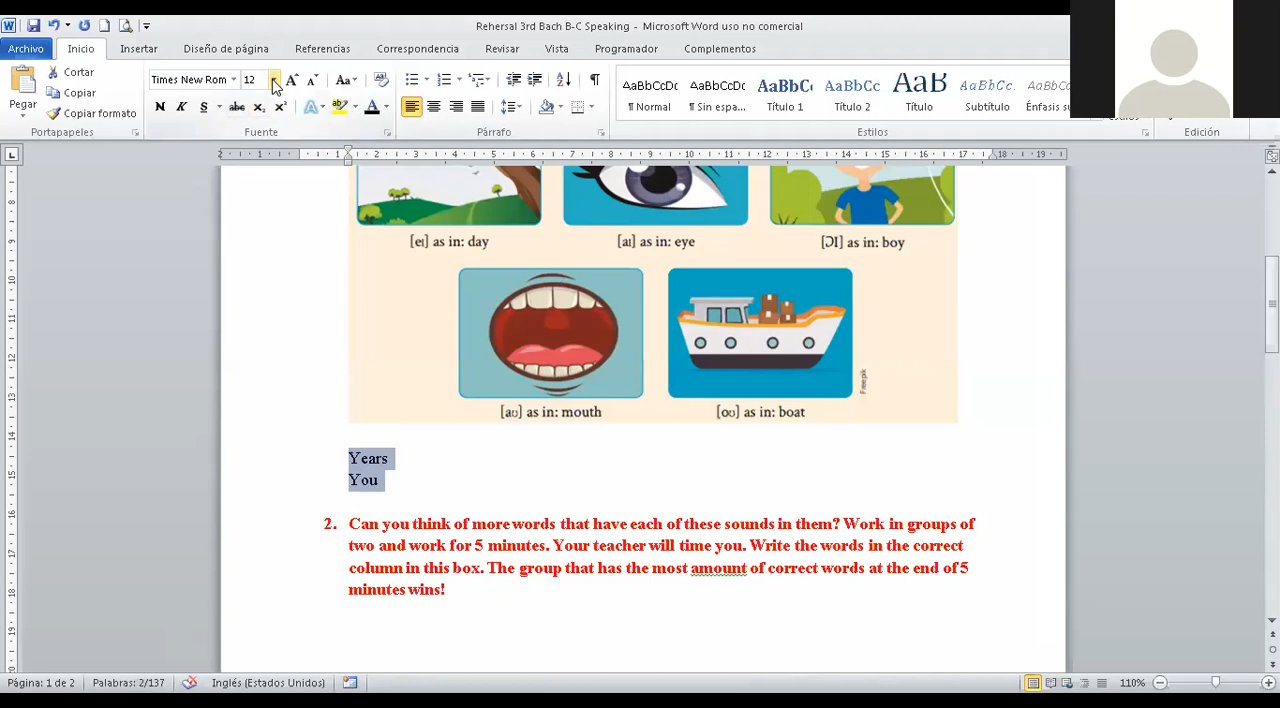 Rehersal 3rd Bach B-C Speaking - Microsoft Word uso no comercial
Archivo Inicio Insertar Diseño de página Referencias Correspondencia Revisar Vista Programador Complementos
Pegar
Cortar
Copiar
Copiar formato
Portapapeles
Times New Rom 12
N K S abc x₂ x²
Fuente
Párrafo
AaBbCcDc AaBbCcDc AaBbC AaBbCc AaB AaBbCc. AaBbCcDc
¶ Normal ¶ Sin espa... Título 1 Título 2 Título Subtítulo Énfasis
Estilos
Edición
[eɪ] as in: day
[aɪ] as in: eye
[ƆI] as in: boy
[aʊ] as in: mouth
[oʊ] as in: boat
Freepik
Years
You
2. Can you think of more words that have each of these sounds in them? Work in groups of
two and work for 5 minutes. Your teacher will time you. Write the words in the correct
column in this box. The group that has the most amount of correct words at the end of 5
minutes wins!
Página: 1 de 2 Palabras: 2/137 Inglés (Estados Unidos) 110%